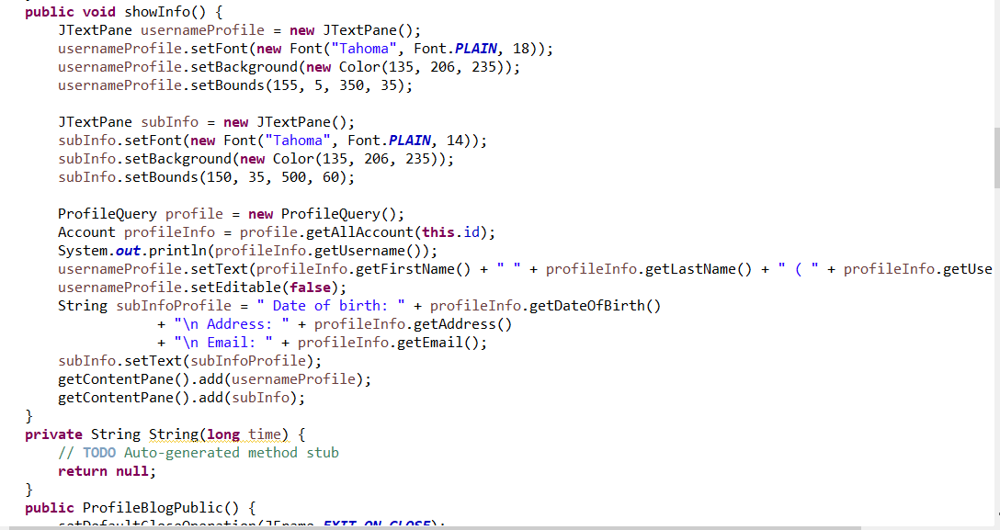 public void showInfo() {
    JTextPane usernameProfile = new JTextPane();
    usernameProfile.setFont(new Font("Tahoma", Font.PLAIN, 18));
    usernameProfile.setBackground(new Color(135, 206, 235));
    usernameProfile.setBounds(155, 5, 350, 35);

    JTextPane subInfo = new JTextPane();
    subInfo.setFont(new Font("Tahoma", Font.PLAIN, 14));
    subInfo.setBackground(new Color(135, 206, 235));
    subInfo.setBounds(150, 35, 500, 60);

    ProfileQuery profile = new ProfileQuery();
    Account profileInfo = profile.getAllAccount(this.id);
    System.out.println(profileInfo.getUsername());
    usernameProfile.setText(profileInfo.getFirstName() + " " + profileInfo.getLastName() + " ( " + profileInfo.getUse
    usernameProfile.setEditable(false);
    String subInfoProfile = " Date of birth: " + profileInfo.getDateOfBirth()
                + "\n Address: " + profileInfo.getAddress()
                + "\n Email: " + profileInfo.getEmail();
    subInfo.setText(subInfoProfile);
    getContentPane().add(usernameProfile);
    getContentPane().add(subInfo);
}
private String String(long time) {
    // TODO Auto-generated method stub
    return null;
}
public ProfileBlogPublic() {
    setDefaultCloseOperation(JFrame.EXIT_ON_CLOSE);